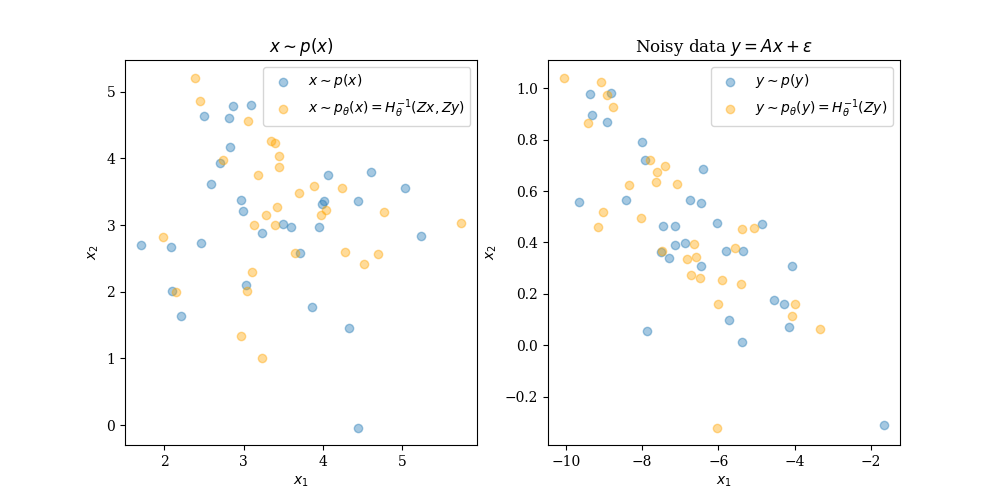 x ~ p(x)
x ~ p(x)
x ~ p_θ(x) = H_θ^{-1}(Zx, Zy)
5
4
3
2
1
0
x_2
2
3
4
5
x_1
Noisy data y = Ax + ε
y ~ p(y)
y ~ p_θ(y) = H_θ^{-1}(Zy)
1.0
0.8
0.6
0.4
0.2
0.0
−0.2
x_2
−10
−8
−6
−4
−2
x_1